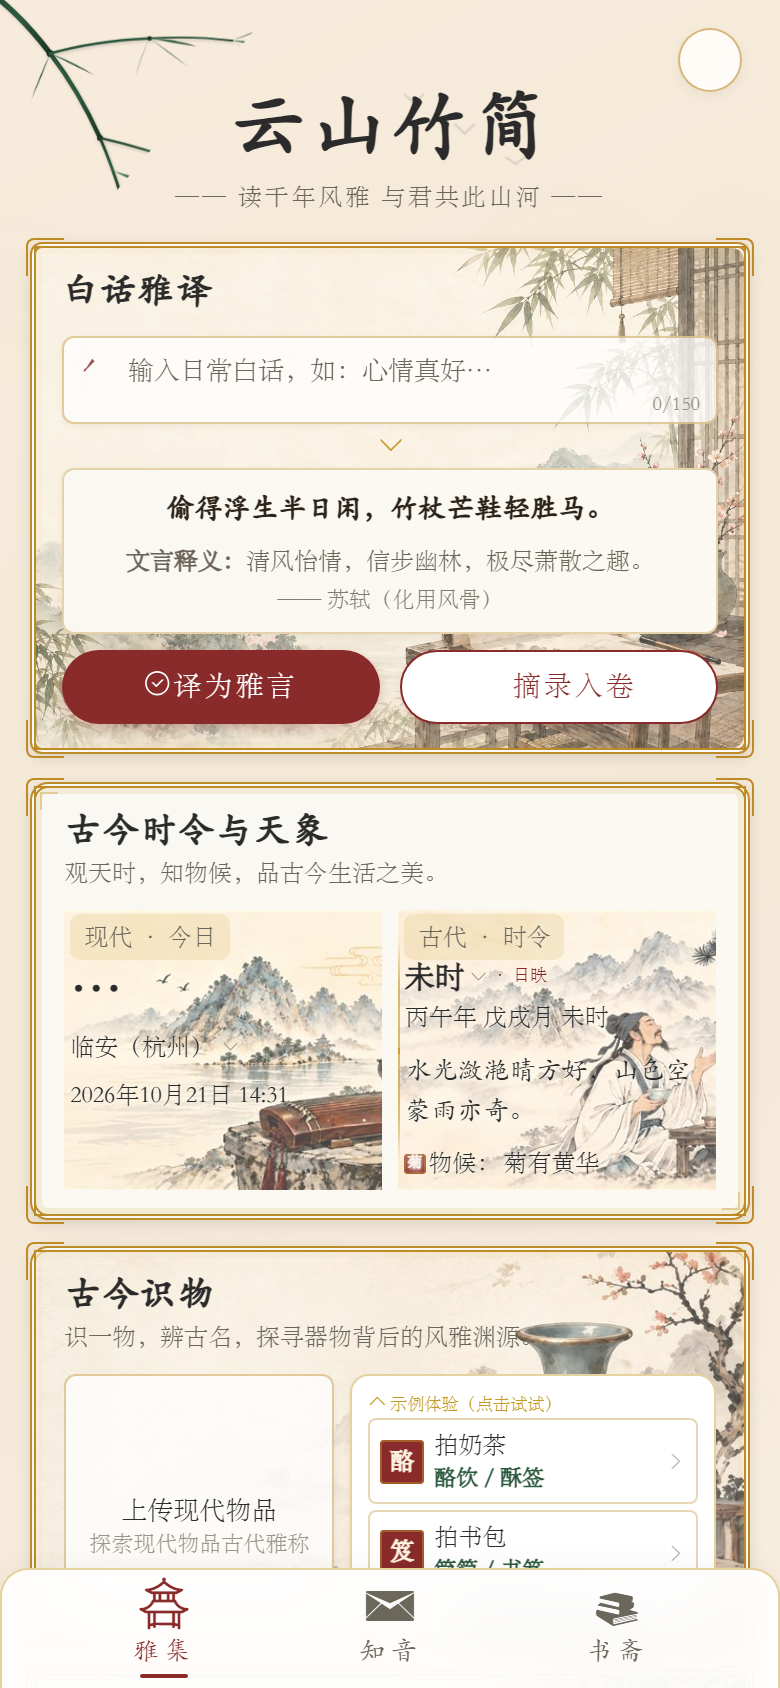 云山竹简
—— 读千年风雅 与君共此山河 ——
白话雅译
输入日常白话，如：心情真好…
0/150
偷得浮生半日闲，竹杖芒鞋轻胜马。
文言释义：清风怡情，信步幽林，极尽萧散之趣。
—— 苏轼（化用风骨）
译为雅言
摘录入卷
古今时令与天象
观天时，知物候，品古今生活之美。
现代 · 今日
...
临安（杭州）
2026年10月21日 14:31
古代 · 时令
未时 · 日昳
丙午年 戊戌月 未时
水光潋滟晴方好，山色空
蒙雨亦奇。
菊 物候： 菊有黄华
古今识物
识一物，辨古名，探寻器物背后的风雅渊源。
上传现代物品
探索现代物品古代雅称
示例体验（点击试试）
酪
拍奶茶
酪饮 / 酥签
笈
拍书包
雅集
知音
书斋